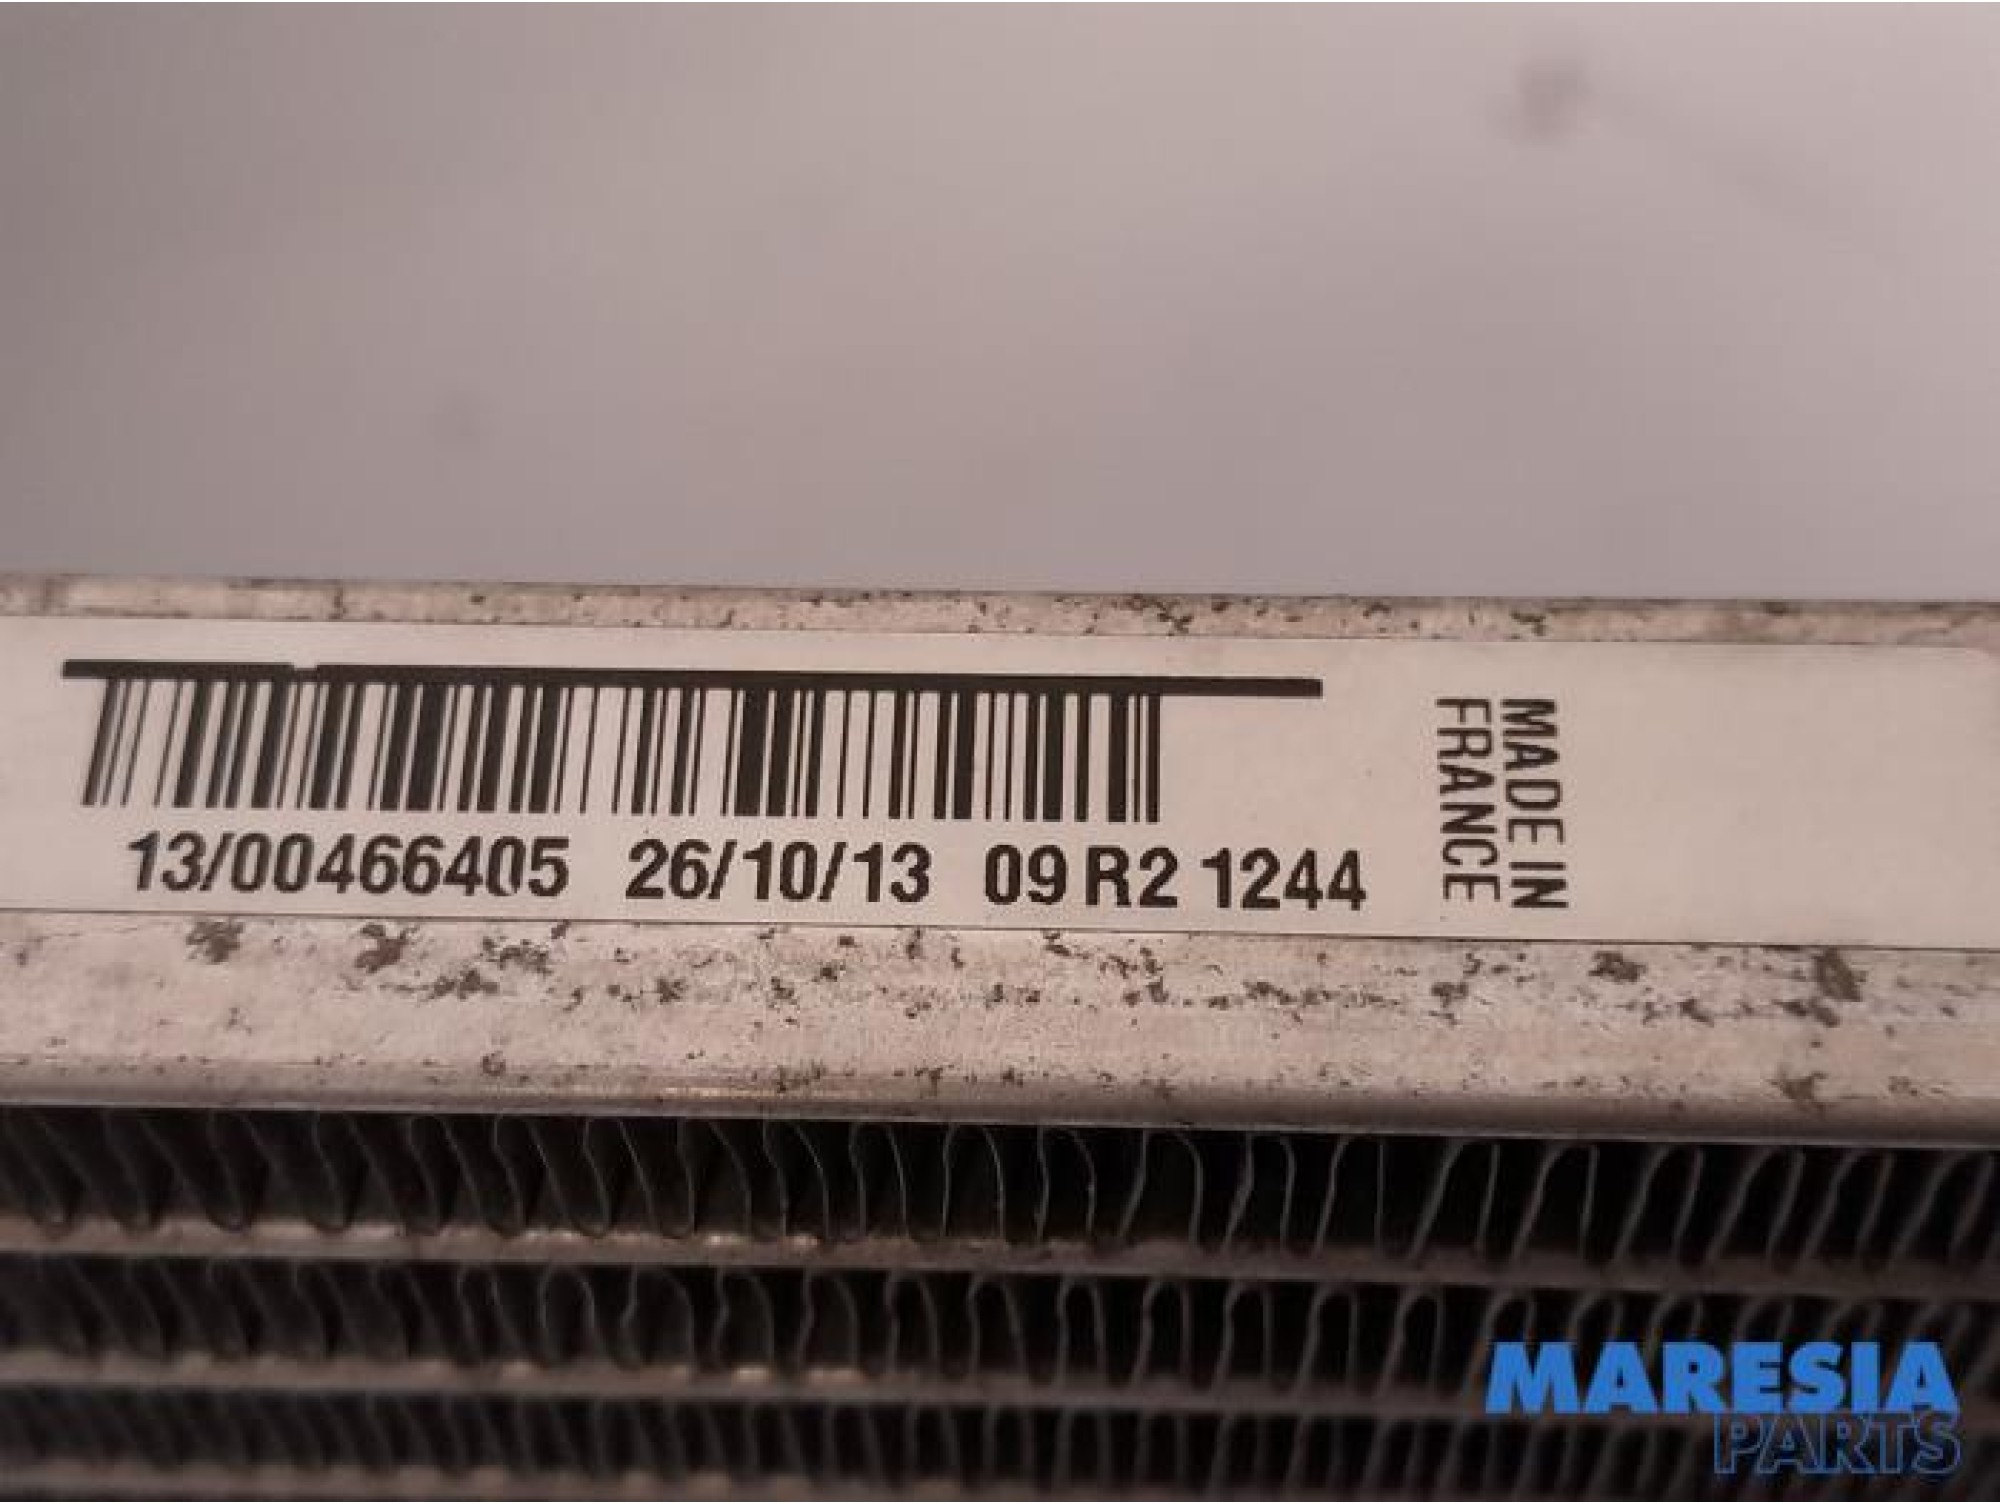 13/00466405 26/10/13 09 R2 1244
MADE IN
FRANCE
MARESIA
PARTS